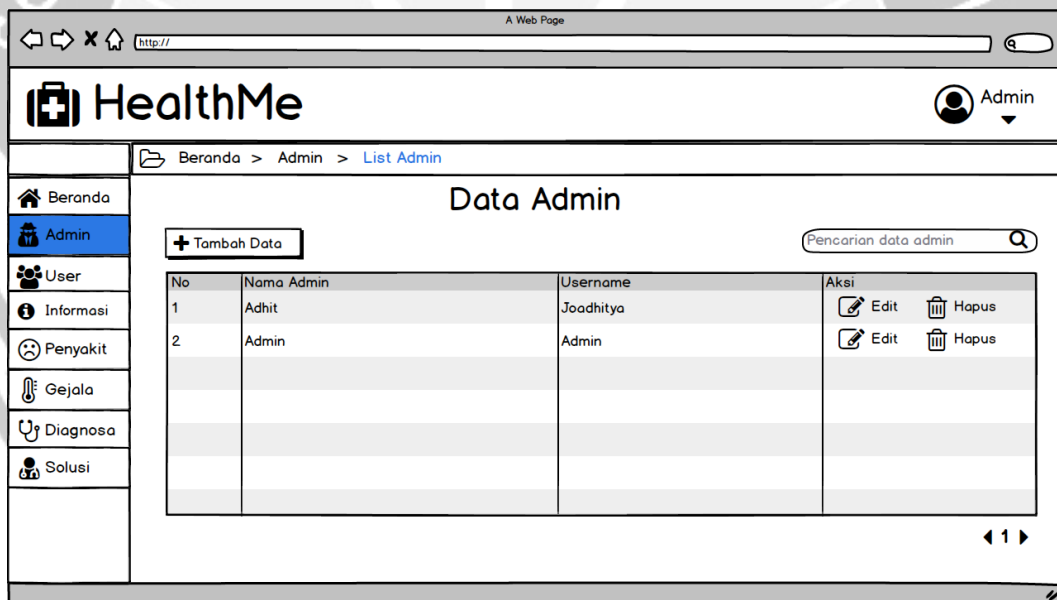 A Web Page
http://
HealthMe
Admin
Beranda > Admin > List Admin
Beranda
Admin
User
Informasi
Penyakit
Gejala
Diagnosa
Solusi
Data Admin
Tambah Data
Pencarian data admin
No Nama Admin Username Aksi
1 Adhit Joadhitya Edit Hapus
2 Admin Admin Edit Hapus
1